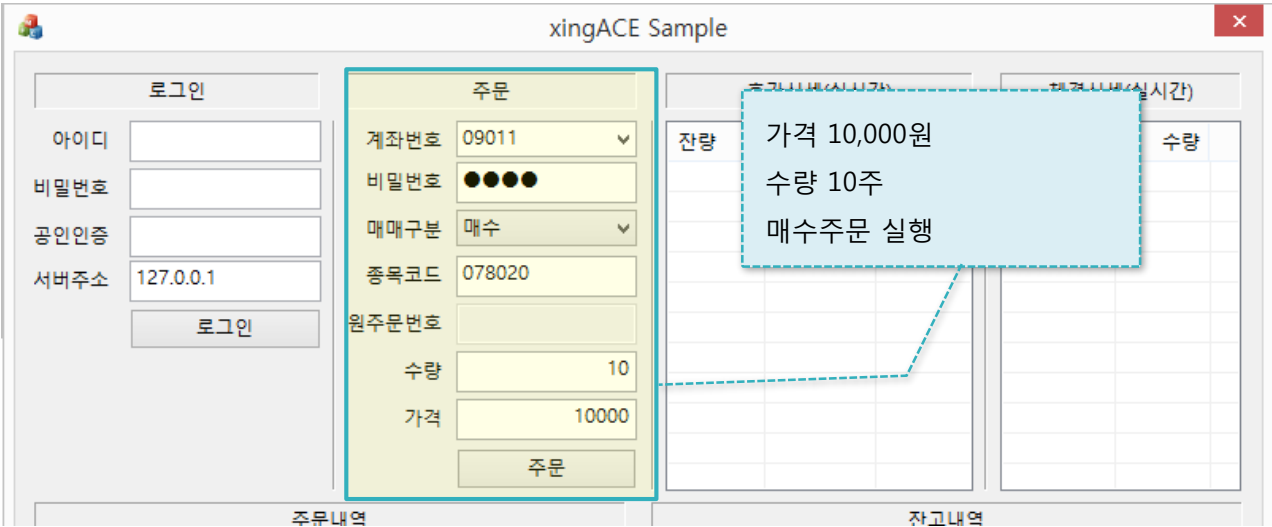 xingACE Sample
로그인
아이디
비밀번호
공인인증
서버주소 127.0.0.1
로그인
주문
계좌번호 09011
비밀번호 ●●●●
매매구분 매수
종목코드 078020
원주문번호
수량 10
가격 10000
주문
잔량
수량
가격 10,000원
수량 10주
매수주문 실행
주문내역
잔고내역